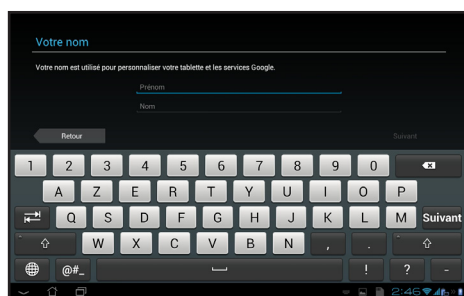 Votre nom
Votre nom est utilisé pour personnaliser votre tablette et les services Google.
Prénom
Nom
Retour
Suivant
1 2 3 4 5 6 7 8 9 0
A Z E R T Y U I O P
Q S D F G H J K L M Suivant
W X C V B N , .
@#_ ! ? -
2:46